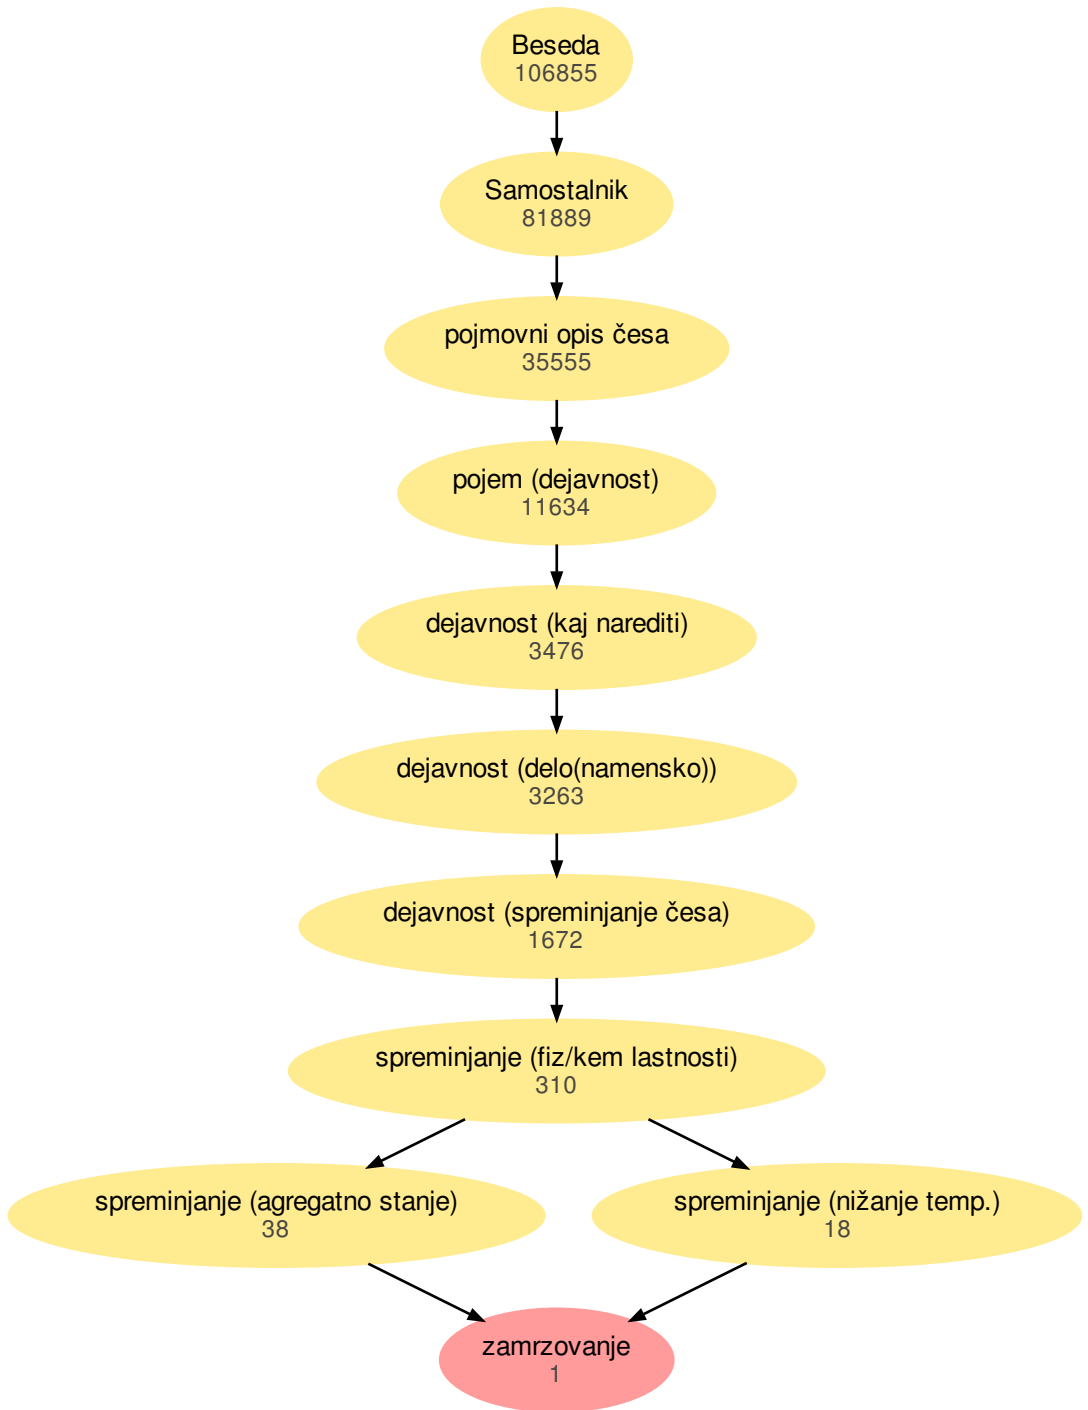 Beseda
106855
Samostalnik
81889
pojmovni opis česa
35555
pojem (dejavnost)
11634
dejavnost (kaj narediti)
3476
dejavnost (delo(namensko))
3263
dejavnost (spreminjanje česa)
1672
spreminjanje (fiz/kem lastnosti)
310
spreminjanje (agregatno stanje)
38
spreminjanje (nižanje temp.)
18
zamrzovanje
1